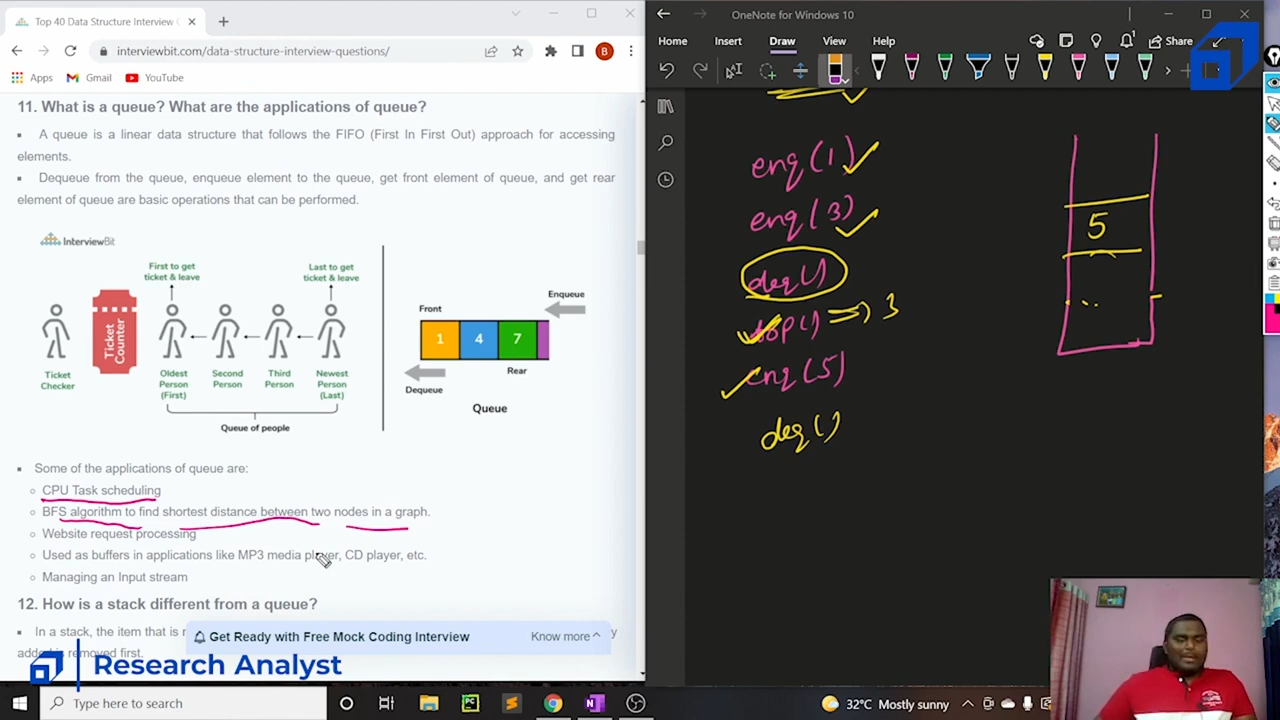 Top 40 Data Structure Interview
interviewbit.com/data-structure-interview-questions/
B
Apps
Gmail
YouTube
11. What is a queue? What are the applications of queue?
A queue is a linear data structure that follows the FIFO (First In First Out) approach for accessing
elements.
Dequeue from the queue, enqueue element to the queue, get front element of queue, and get rear
element of queue are basic operations that can be performed.
InterviewBit
First to get
ticket & leave
Last to get
ticket & leave
Ticket
Counter
Ticket
Checker
Oldest
Person
(First)
Second
Person
Third
Person
Newest
Person
(Last)
Queue of people
Enqueue
Front
1 4 7
Rear
Dequeue
Queue
Some of the applications of queue are:
CPU Task scheduling
BFS algorithm to find shortest distance between two nodes in a graph.
Website request processing
Used as buffers in applications like MP3 media player, CD player, etc.
Managing an Input stream
12. How is a stack different from a queue?
In a stack, the item that is
Get Ready with Free Mock Coding Interview
Know more
Research Analyst
Type here to search
OneNote for Windows 10
Home Insert Draw View Help
Share
enq(1)
enq(3)
deq()
top() => 3
enq(5)
deq()
5
...
32°C Mostly sunny